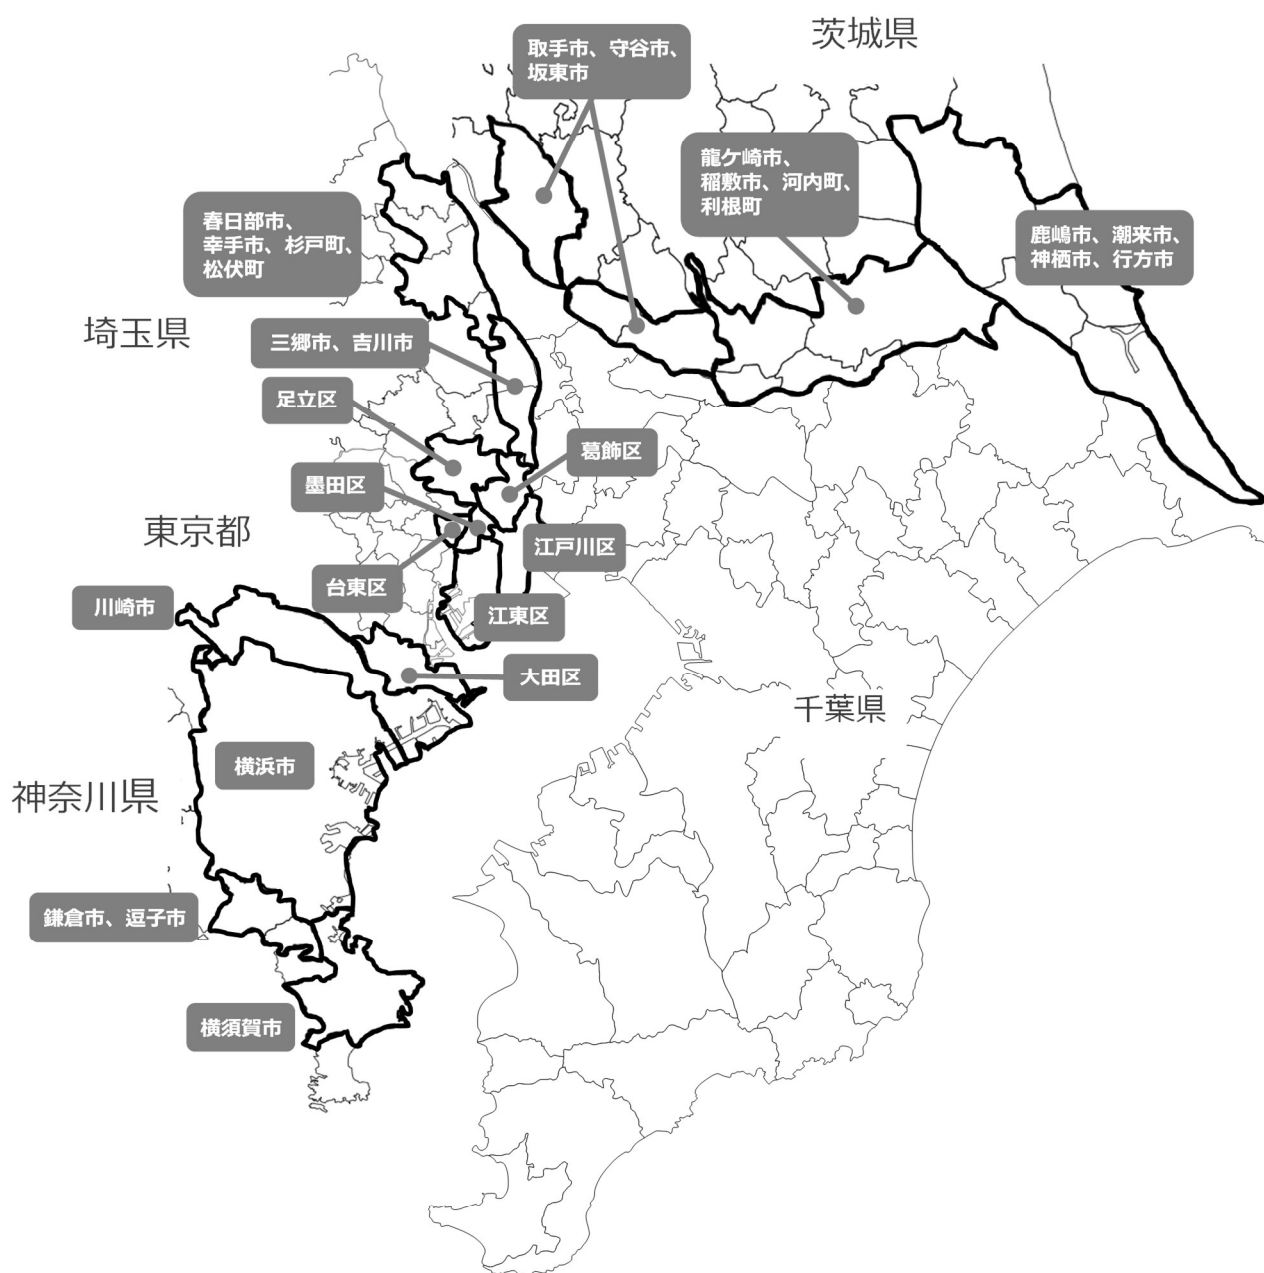 茨城県
取手市、守谷市、
坂東市
龍ケ崎市、
稲敷市、河内町、
利根町
春日部市、
幸手市、杉戸町、
松伏町
鹿嶋市、潮来市、
神栖市、行方市
埼玉県
三郷市、吉川市
足立区
葛飾区
墨田区
東京都
江戸川区
台東区
川崎市
江東区
大田区
千葉県
横浜市
神奈川県
鎌倉市、逗子市
横須賀市